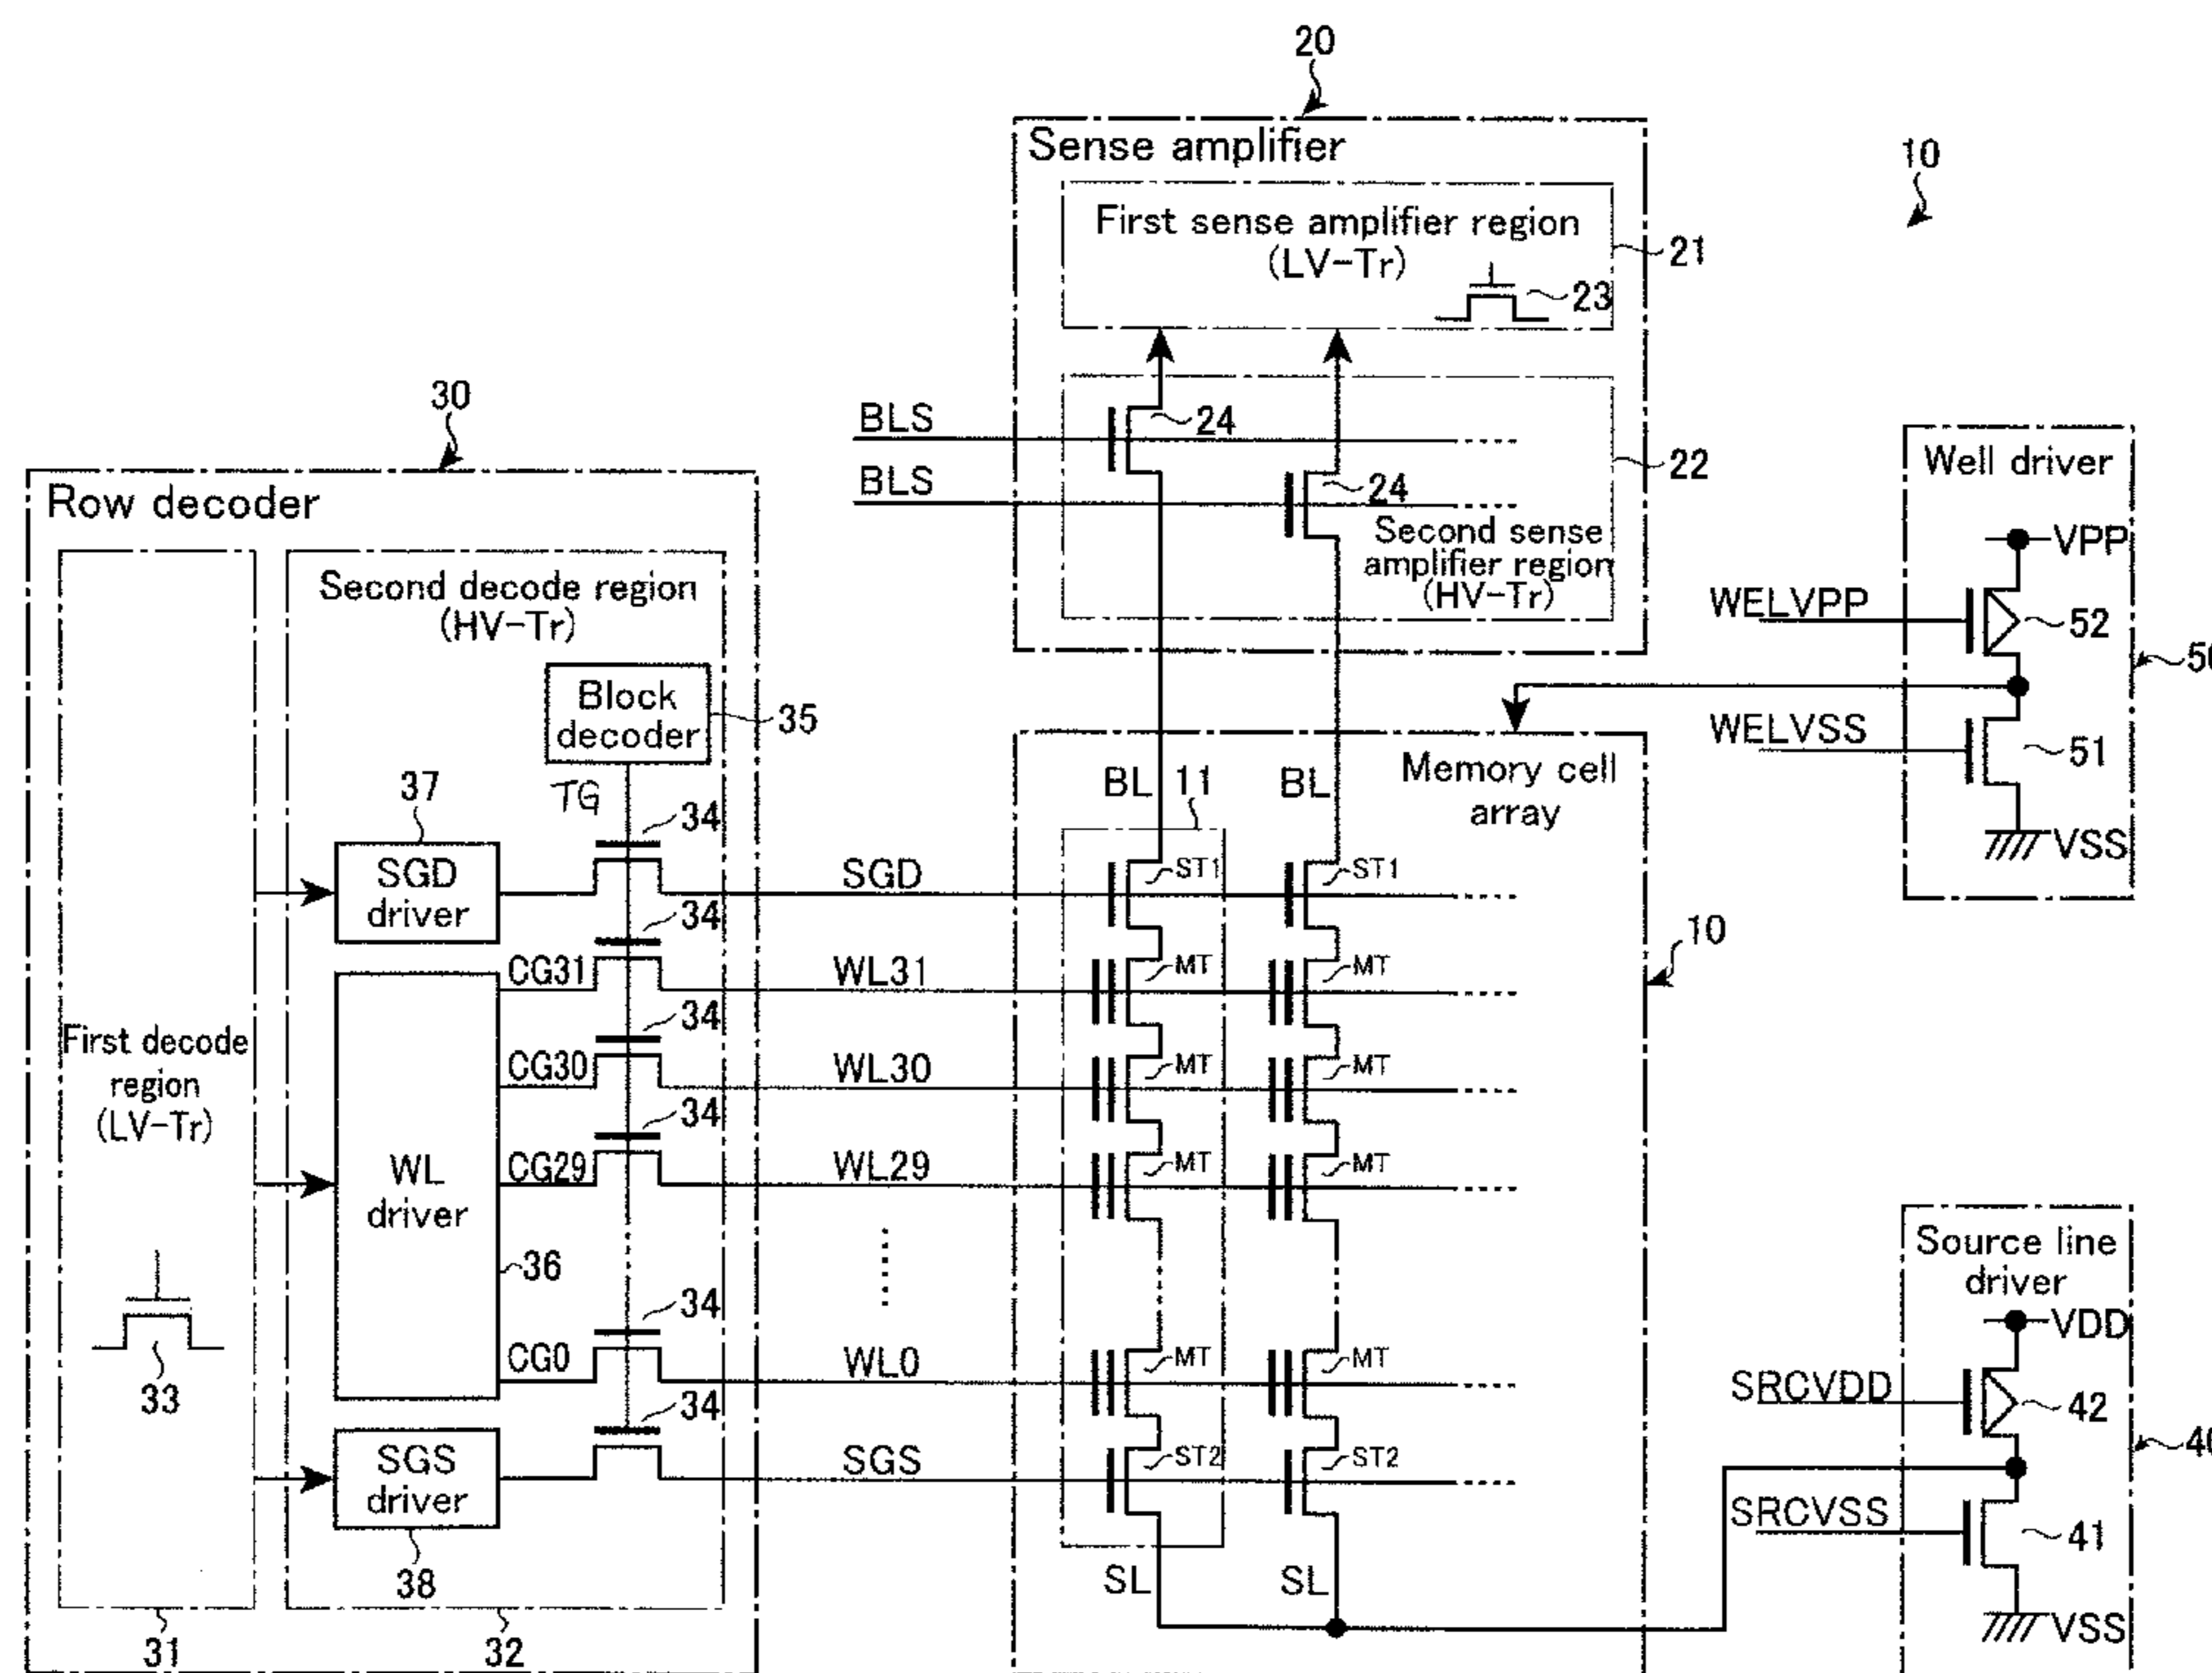 20
Sense amplifier
10
First sense amplifier region
(LV-Tr)
21
23
30
BLS
24
22
BLS
24
Second sense
amplifier region
(HV-Tr)
Well driver
VPP
WELVPP
52
WELVSS
51
VSS
Row decoder
Second decode region
(HV-Tr)
Block
decoder
35
TG
37
34
SGD
driver
SGD
34
CG31
WL31
34
CG30
WL30
34
CG29
WL29
First decode
region
(LV-Tr)
WL
driver
36
33
34
CG0
WL0
34
SGS
driver
SGS
38
31
32
Memory cell
array
BL
11
BL
ST1
ST1
10
MT
MT
MT
MT
MT
MT
MT
MT
ST2
ST2
SL
SL
Source line
driver
VDD
SRCVDD
42
SRCVSS
41
VSS